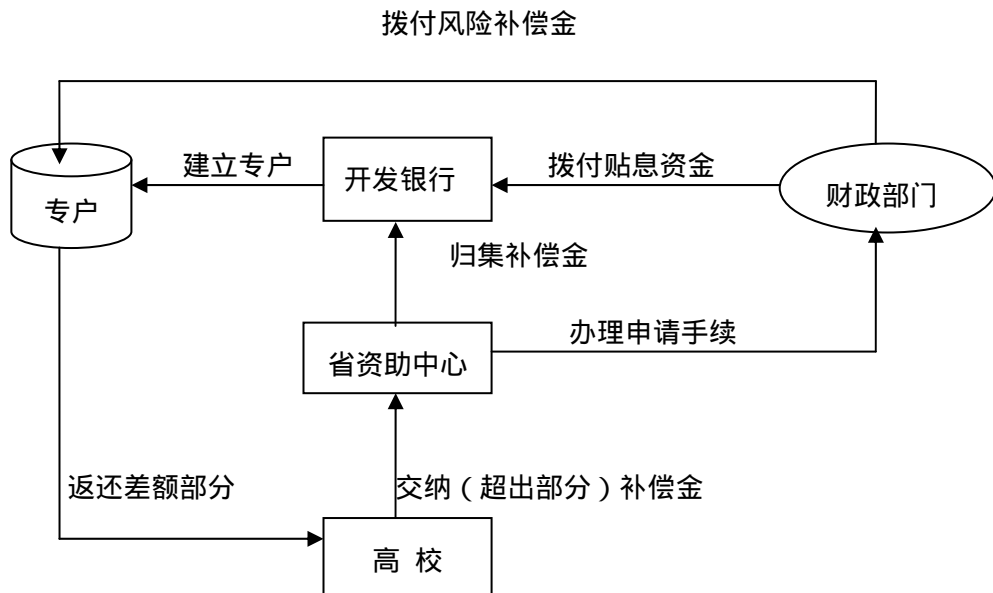 拨付风险补偿金
建立专户
开发银行
拨付贴息资金
财政部门
专户
归集补偿金
办理申请手续
省资助中心
返还差额部分
交纳（超出部分）补偿金
高 校